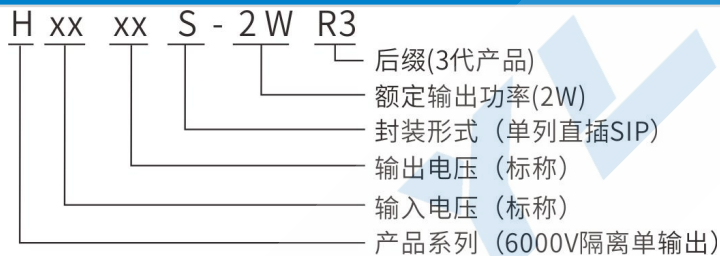 H xx xx S - 2 W R3
后缀(3代产品)
额定输出功率(2W)
封装形式（单列直插SIP）
输出电压（标称）
输入电压（标称）
产品系列（6000V隔离单输出）